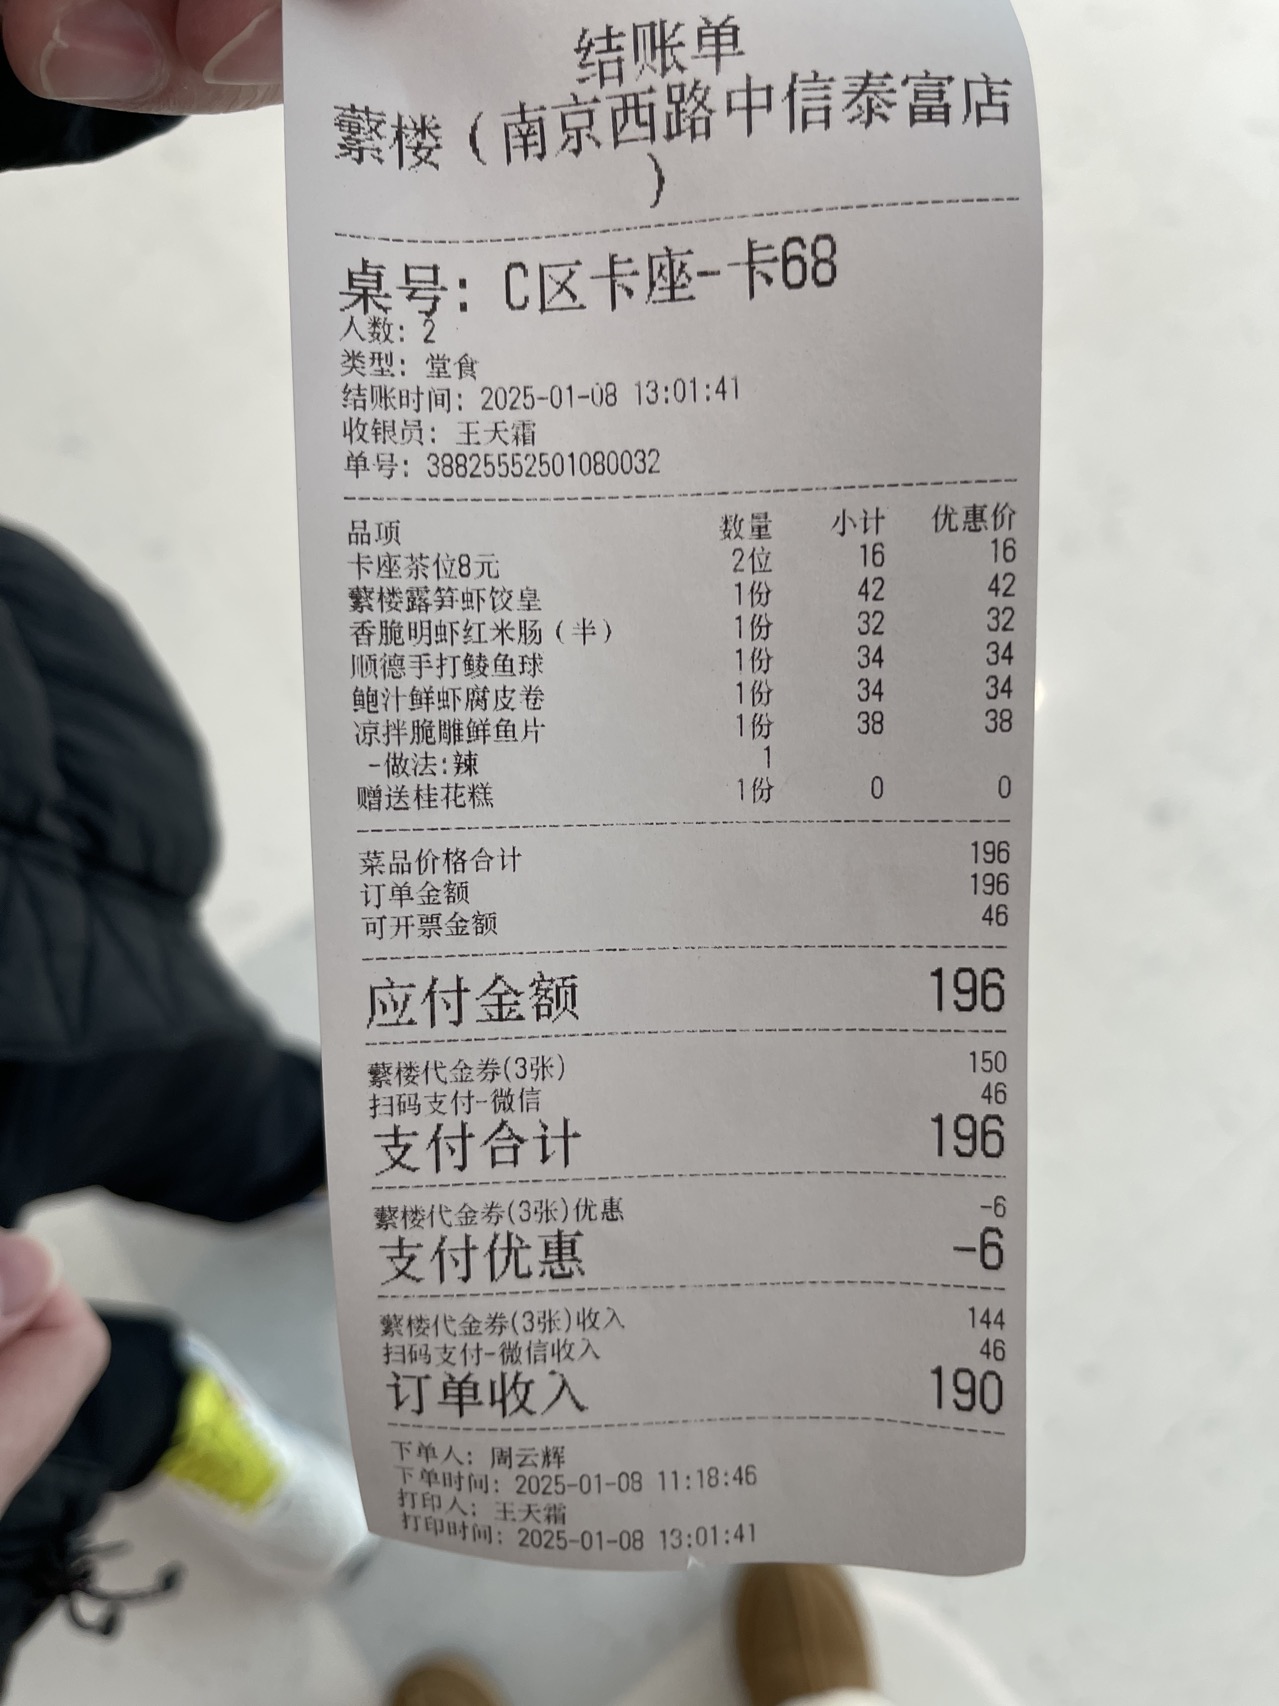 结账单
蘩楼（南京西路中信泰富店
）
桌号：C区卡座-卡68
人数：2
类型：堂食
结账时间：2025-01-08 13:01:41
收银员：王天霜
单号：38825552501080032
品项 数量 小计 优惠价
卡座茶位8元 2位 16 16
蘩楼露笋虾饺皇 1份 42 42
香脆明虾红米肠（半） 1份 32 32
顺德手打鲮鱼球 1份 34 34
鲍汁鲜虾腐皮卷 1份 34 34
凉拌脆雕鲜鱼片 1份 38 38
-做法:辣 1
赠送桂花糕 1份 0 0
菜品价格合计 196
订单金额 196
可开票金额 46
应付金额 196
蘩楼代金券(3张) 150
扫码支付-微信 46
支付合计 196
蘩楼代金券(3张)优惠 -6
支付优惠 -6
蘩楼代金券(3张)收入 144
扫码支付-微信收入 46
订单收入 190
下单人：周云辉
下单时间：2025-01-08 11:18:46
打印人：王天霜
打印时间：2025-01-08 13:01:41